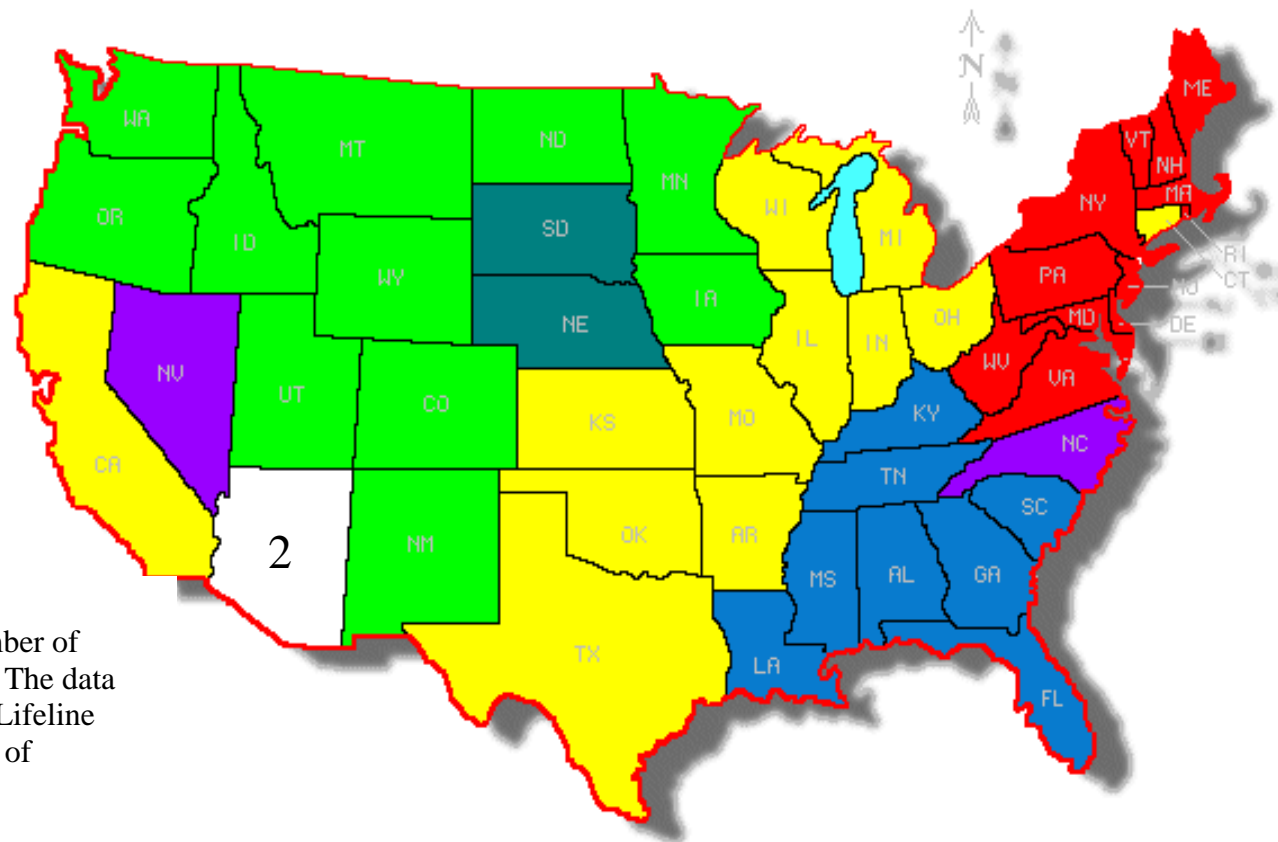 N
ME
WA
MT
ND
MN
VT
NH
OR
ID
SD
WI
MI
NY
MA
WY
IA
PA
RI
CT
NJ
NE
IL
IN
OH
MD
DE
NV
UT
CO
WV
VA
KS
MO
KY
CA
NC
TN
2
NM
OK
AR
SC
MS
AL
GA
TX
LA
FL
mber of
The data
Lifeline
of